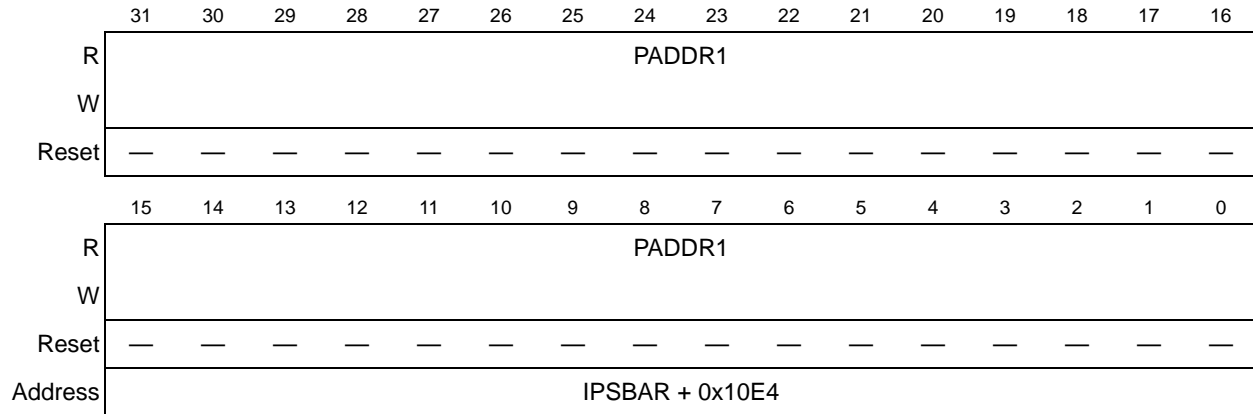 31 30 29 28 27 26 25 24 23 22 21 20 19 18 17 16
R PADDR1
W
Reset — — — — — — — — — — — — — — — —
15 14 13 12 11 10 9 8 7 6 5 4 3 2 1 0
R PADDR1
W
Reset — — — — — — — — — — — — — — — —
Address IPSBAR + 0x10E4